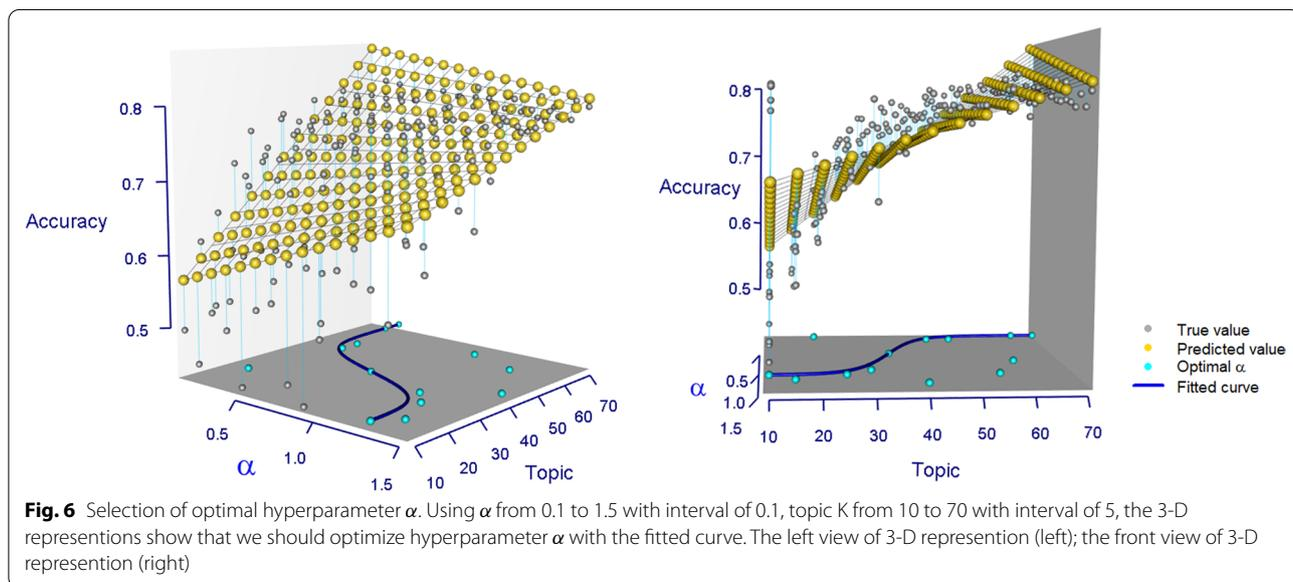 0.8
0.7
Accuracy
0.6
0.5
0.5
α
1.0
1.5
10
20
30
40
50
60
70
Topic
0.8
0.7
Accuracy
0.6
0.5
α
0.5
1.0
1.5
10 20 30 40 50 60 70
Topic
True value
Predicted value
Optimal α
Fitted curve
Fig. 6 Selection of optimal hyperparameter α. Using α from 0.1 to 1.5 with interval of 0.1, topic K from 10 to 70 with interval of 5, the 3-D
representions show that we should optimize hyperparameter α with the fitted curve. The left view of 3-D represention (left); the front view of 3-D
represention (right)